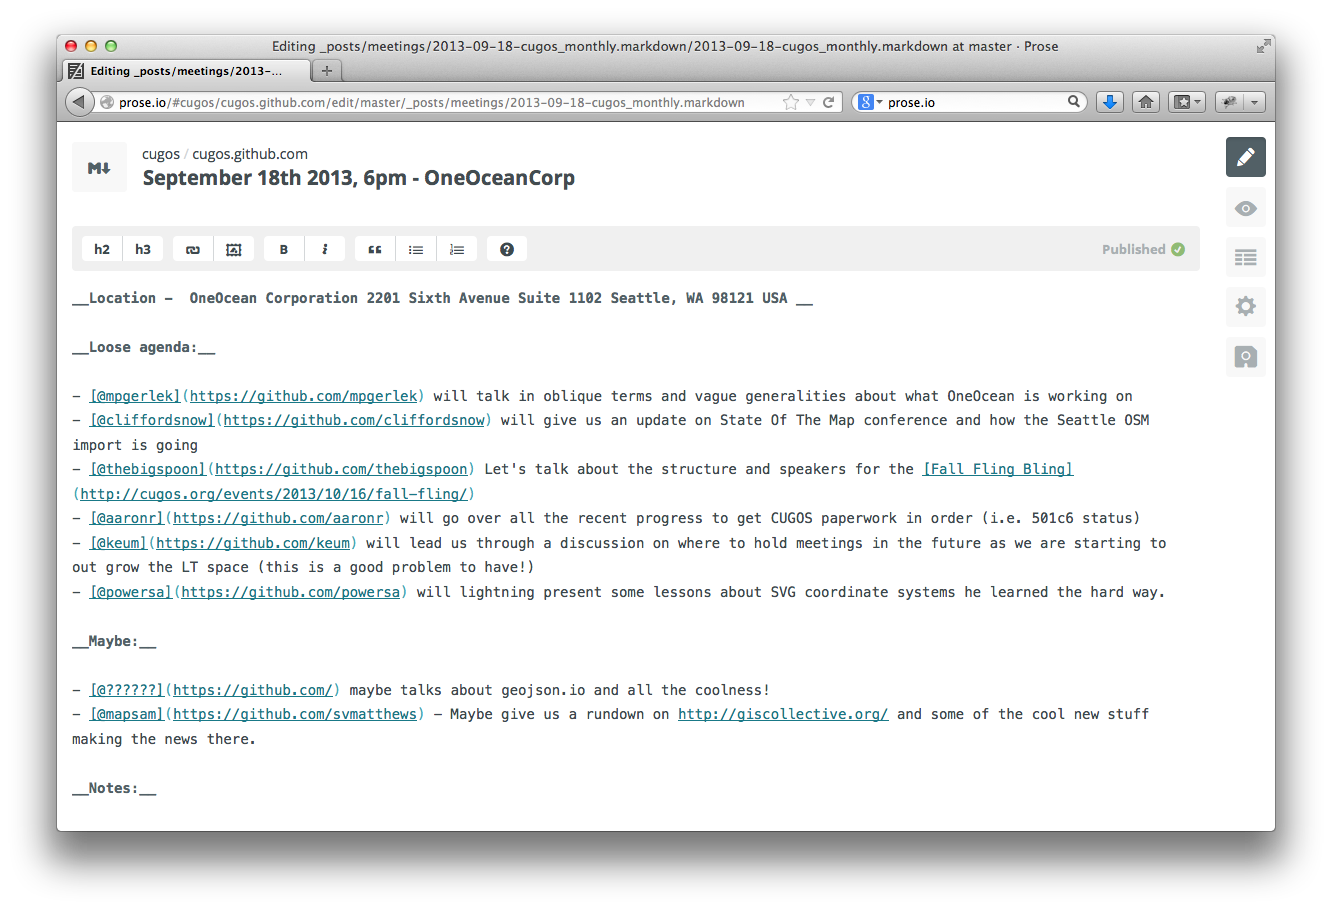 Editing _posts/meetings/2013-09-18-cugos_monthly.markdown/2013-09-18-cugos_monthly.markdown at master · Prose
Editing _posts/meetings/2013-...
prose.io/#cugos/cugos.github.com/edit/master/_posts/meetings/2013-09-18-cugos_monthly.markdown
8 prose.io
M↓ cugos / cugos.github.com
September 18th 2013, 6pm - OneOceanCorp
h2 h3 B i “ ? Published
__Location -  OneOcean Corporation 2201 Sixth Avenue Suite 1102 Seattle, WA 98121 USA __
__Loose agenda:__
- [@mpgerlek](https://github.com/mpgerlek) will talk in oblique terms and vague generalities about what OneOcean is working on
- [@cliffordsnow](https://github.com/cliffordsnow) will give us an update on State Of The Map conference and how the Seattle OSM
import is going
- [@thebigspoon](https://github.com/thebigspoon) Let's talk about the structure and speakers for the [Fall Fling Bling]
(http://cugos.org/events/2013/10/16/fall-fling/)
- [@aaronr](https://github.com/aaronr) will go over all the recent progress to get CUGOS paperwork in order (i.e. 501c6 status)
- [@keum](https://github.com/keum) will lead us through a discussion on where to hold meetings in the future as we are starting to
out grow the LT space (this is a good problem to have!)
- [@powersa](https://github.com/powersa) will lightning present some lessons about SVG coordinate systems he learned the hard way.
__Maybe:__
- [@??????](https://github.com/) maybe talks about geojson.io and all the coolness!
- [@mapsam](https://github.com/svmatthews) - Maybe give us a rundown on http://giscollective.org/ and some of the cool new stuff
making the news there.
__Notes:__